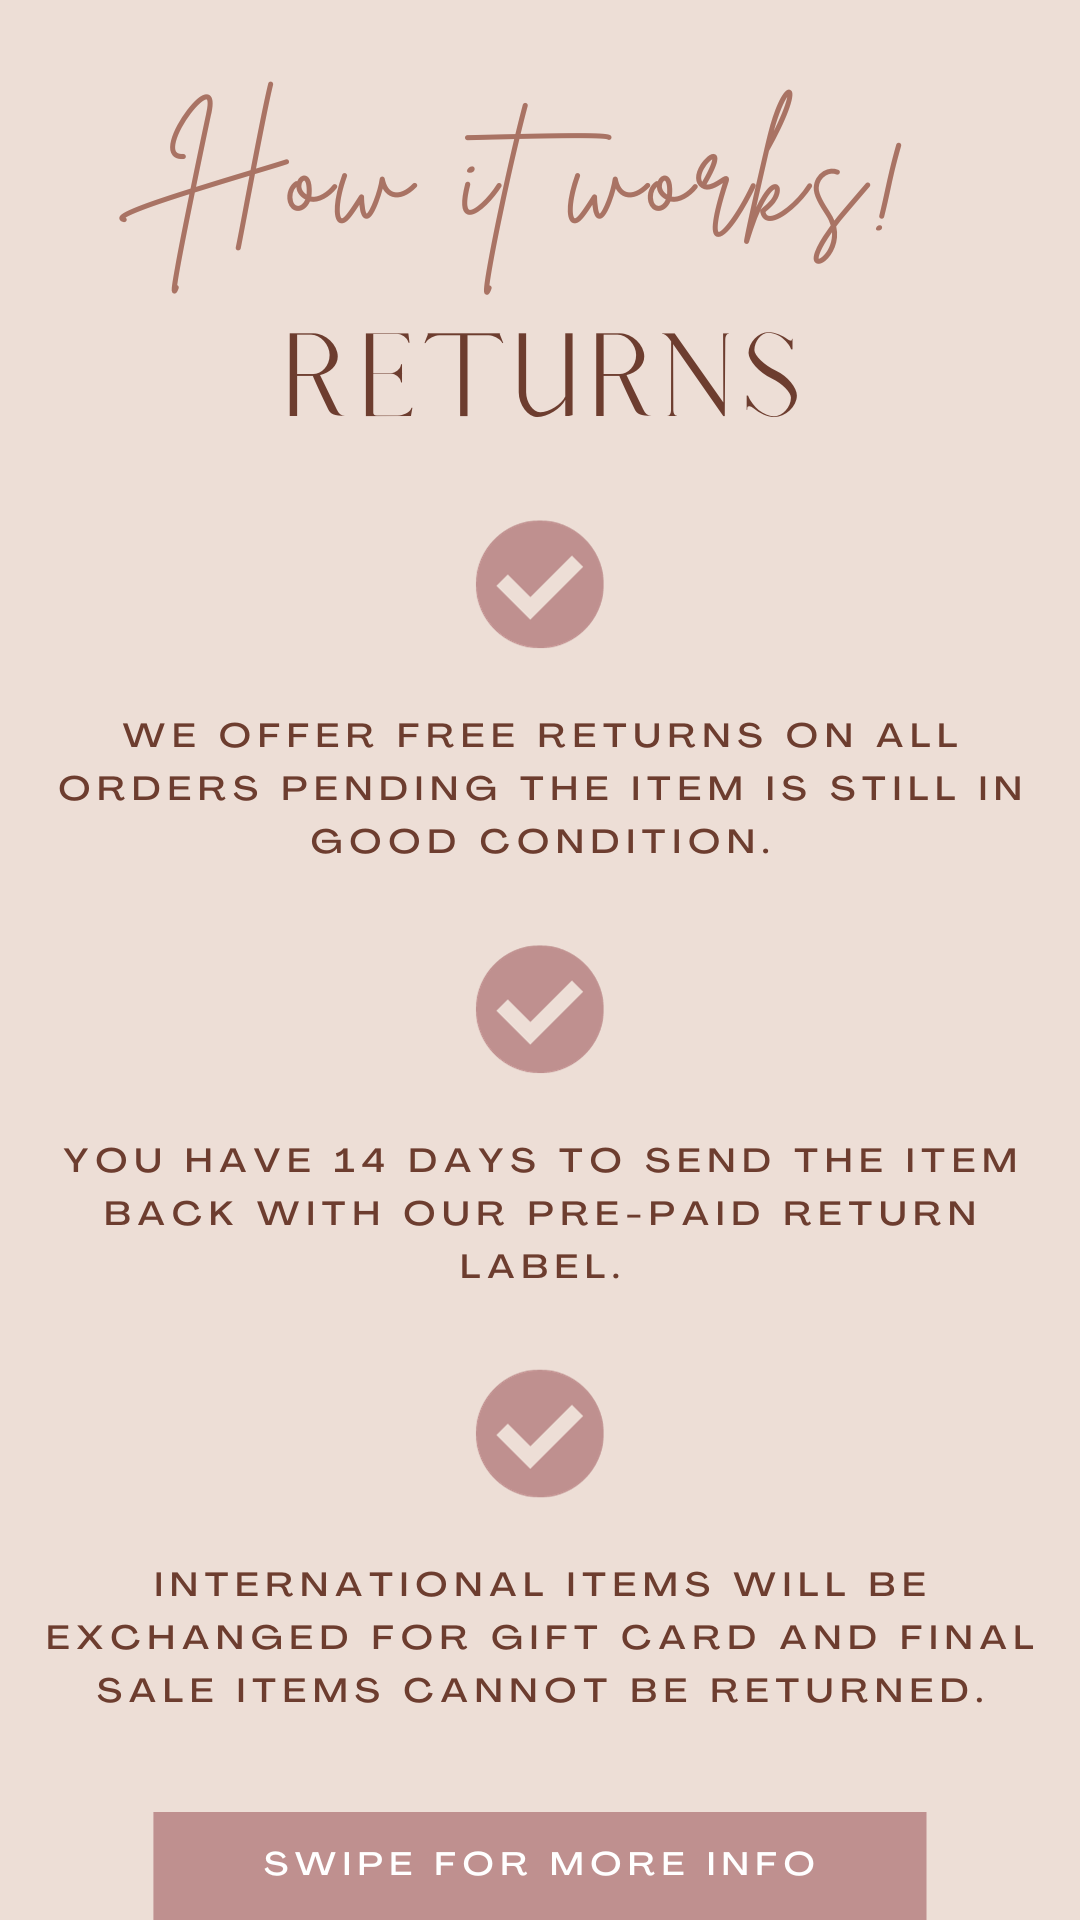 How it works!
RETURNS
WE OFFER FREE RETURNS ON ALL
ORDERS PENDING THE ITEM IS STILL IN
GOOD CONDITION.
YOU HAVE 14 DAYS TO SEND THE ITEM
BACK WITH OUR PRE-PAID RETURN
LABEL.
INTERNATIONAL ITEMS WILL BE
EXCHANGED FOR GIFT CARD AND FINAL
SALE ITEMS CANNOT BE RETURNED.
SWIPE FOR MORE INFO